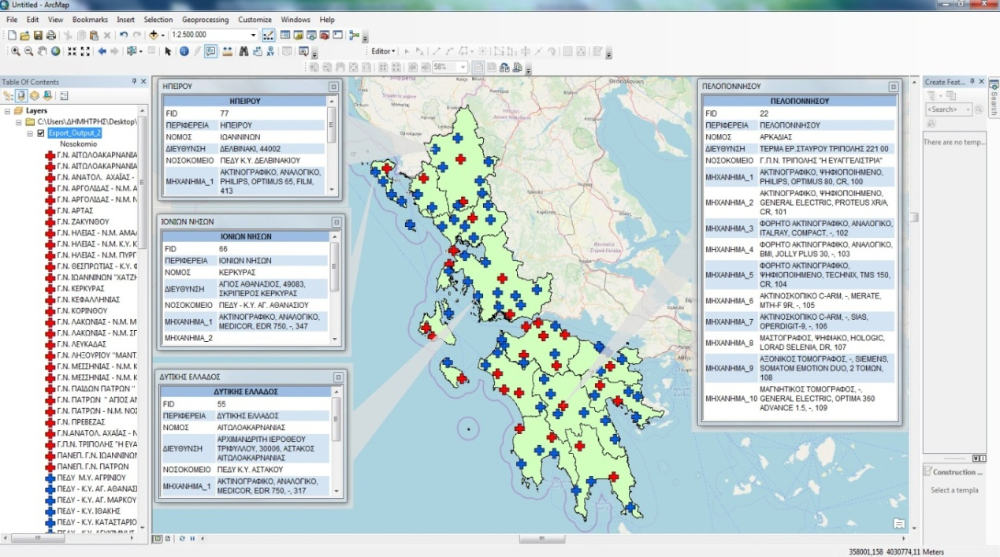 Untitled - ArcMap
File Edit View Bookmarks Insert Selection Geoprocessing Customize Windows Help
1:2.500.000
Editor
58%
Table Of Contents
Layers
C:\Users\ΔΗΜΗΤΡΗΣ\Desktop\
Export_Output_2
Nosokomio
Γ.Ν. ΑΙΤΩΛΟΑΚΑΡΝΑΝΙΑ
Γ.Ν. ΑΙΤΩΛΟΑΚΑΡΝΑΝΙΑ
Γ.Ν. ΑΝΑΤΟΛ. ΑΧΑΪΑΣ -
Γ.Ν. ΑΡΓΟΛΙΔΑΣ - Ν.Μ. Α
Γ.Ν. ΑΡΓΟΛΙΔΑΣ - Ν.Μ. Ν
Γ.Ν. ΑΡΤΑΣ
Γ.Ν. ΖΑΚΥΝΘΟΥ
Γ.Ν. ΗΛΕΙΑΣ - Ν.Μ. ΑΜΑΛ
Γ.Ν. ΗΛΕΙΑΣ - Ν.Μ. Κ.Υ. Κ
Γ.Ν. ΗΛΕΙΑΣ - Ν.Μ. ΠΥΡΓ
Γ.Ν. ΘΕΣΠΡΩΤΙΑΣ - Κ.Υ. Φ
Γ.Ν. ΙΩΑΝΝΙΝΩΝ "ΧΑΤΖΗ
Γ.Ν. ΚΕΡΚΥΡΑΣ
Γ.Ν. ΚΕΦΑΛΛΗΝΙΑΣ
Γ.Ν. ΚΟΡΙΝΘΟΥ
Γ.Ν. ΛΑΚΩΝΙΑΣ - Ν.Μ. Μ
Γ.Ν. ΛΑΚΩΝΙΑΣ - Ν.Μ. ΣΓ
Γ.Ν. ΛΕΥΚΑΔΑΣ
Γ.Ν. ΛΗΞΟΥΡΙΟΥ "ΜΑΝΤ
Γ.Ν. ΜΕΣΣΗΝΙΑΣ - Ν.Μ. Κ
Γ.Ν. ΜΕΣΣΗΝΙΑΣ - Ν.Μ. Κ
Γ.Ν. ΠΑΙΔΩΝ ΠΑΤΡΩΝ "
Γ.Ν. ΠΑΤΡΩΝ " ΑΓΙΟΣ ΑΝ
Γ.Ν. ΠΑΤΡΩΝ - Ν.Μ. ΝΟΣ
Γ.Ν. ΠΡΕΒΕΖΑΣ
Γ.Ν.ΑΝΑΤΟΛ. ΑΧΑΪΑΣ - Ν
Γ.Π.Ν. ΤΡΙΠΟΛΗΣ "Η ΕΥΑ
ΠΑΝΕΠ. Γ.Ν. ΙΩΑΝΝΙΝΩΝ
ΠΑΝΕΠ. Γ.Ν. ΠΑΤΡΩΝ
ΠΕΔΥ Μ.Υ. ΑΓΡΙΝΙΟΥ
ΠΕΔΥ - Κ.Υ. ΑΓ. ΑΘΑΝΑΣ
ΠΕΔΥ - Κ.Υ. ΑΓ. ΜΑΡΚΟΥ
ΠΕΔΥ - Κ.Υ. ΙΘΑΚΗΣ
ΠΕΔΥ - Κ.Υ. ΚΑΤΑΣΤΑΡΙΟ
ΗΠΕΙΡΟΥ
ΗΠΕΙΡΟΥ
FID 77
ΠΕΡΙΦΕΡΕΙΑ ΗΠΕΙΡΟΥ
ΝΟΜΟΣ ΙΩΑΝΝΙΝΩΝ
ΔΙΕΥΘΥΝΣΗ ΔΕΛΒΙΝΑΚΙ, 44002
ΝΟΣΟΚΟΜΕΙΟ ΠΕΔΥ Κ.Υ. ΔΕΛΒΙΝΑΚΙΟΥ
ΜΗΧΑΝΗΜΑ_1 ΑΚΤΙΝΟΓΡΑΦΙΚΟ, ΑΝΑΛΟΓΙΚΟ,
PHILIPS, OPTIMUS 65, FILM,
413
ΙΟΝΙΩΝ ΝΗΣΩΝ
ΙΟΝΙΩΝ ΝΗΣΩΝ
FID 66
ΠΕΡΙΦΕΡΕΙΑ ΙΟΝΙΩΝ ΝΗΣΩΝ
ΝΟΜΟΣ ΚΕΡΚΥΡΑΣ
ΔΙΕΥΘΥΝΣΗ ΑΓΙΟΣ ΑΘΑΝΑΣΙΟΣ, 49083,
ΣΚΡΙΠΕΡΟΣ ΚΕΡΚΥΡΑΣ
ΝΟΣΟΚΟΜΕΙΟ ΠΕΔΥ - Κ.Υ. ΑΓ. ΑΘΑΝΑΣΙΟΥ
ΜΗΧΑΝΗΜΑ_1 ΑΚΤΙΝΟΓΡΑΦΙΚΟ, ΑΝΑΛΟΓΙΚΟ,
MEDICOR, EDR 750, -, 347
ΜΗΧΑΝΗΜΑ_2
ΔΥΤΙΚΗΣ ΕΛΛΑΔΟΣ
ΔΥΤΙΚΗΣ ΕΛΛΑΔΟΣ
FID 55
ΠΕΡΙΦΕΡΕΙΑ ΔΥΤΙΚΗΣ ΕΛΛΑΔΟΣ
ΝΟΜΟΣ ΑΙΤΩΛΟΑΚΑΡΝΑΝΙΑΣ
ΔΙΕΥΘΥΝΣΗ ΑΡΧΙΜΑΝΔΡΙΤΗ ΙΕΡΟΘΕΟΥ
ΤΡΙΦΥΛΛΟΥ, 30006, ΑΣΤΑΚΟΣ
ΑΙΤΩΛΟΑΚΑΡΝΑΝΙΑΣ
ΝΟΣΟΚΟΜΕΙΟ ΠΕΔΥ Κ.Υ. ΑΣΤΑΚΟΥ
ΜΗΧΑΝΗΜΑ_1 ΑΚΤΙΝΟΓΡΑΦΙΚΟ, ΑΝΑΛΟΓΙΚΟ,
MEDICOR, EDR 750, -, 317
Θεσσαλονίκη
ΠΕΛΟΠΟΝΝΗΣΟΥ
ΠΕΛΟΠΟΝΝΗΣΟΥ
FID 22
ΠΕΡΙΦΕΡΕΙΑ ΠΕΛΟΠΟΝΝΗΣΟΥ
ΝΟΜΟΣ ΑΡΚΑΔΙΑΣ
ΔΙΕΥΘΥΝΣΗ ΤΕΡΜΑ ΕΡ.ΣΤΑΥΡΟΥ ΤΡΙΠΟΛΗΣ 221 00
ΝΟΣΟΚΟΜΕΙΟ Γ.Π.Ν. ΤΡΙΠΟΛΗΣ "Η ΕΥΑΓΓΕΛΙΣΤΡΙΑ"
ΜΗΧΑΝΗΜΑ_1 ΑΚΤΙΝΟΓΡΑΦΙΚΟ, ΨΗΦΙΟΠΟΙΗΜΕΝΟ,
PHILIPS, OPTIMUS 80, CR, 100
ΜΗΧΑΝΗΜΑ_2 ΑΚΤΙΝΟΓΡΑΦΙΚΟ, ΨΗΦΙΟΠΟΙΗΜΕΝΟ,
GENERAL ELECTRIC, PROTEUS XR/A,
CR, 101
ΜΗΧΑΝΗΜΑ_3 ΦΟΡΗΤΟ ΑΚΤΙΝΟΓΡΑΦΙΚΟ, ΑΝΑΛΟΓΙΚΟ,
ITALRAY, COMPACT, -, 102
ΜΗΧΑΝΗΜΑ_4 ΦΟΡΗΤΟ ΑΚΤΙΝΟΓΡΑΦΙΚΟ, ΑΝΑΛΟΓΙΚΟ,
BMI, JOLLY PLUS 30, -, 103
ΜΗΧΑΝΗΜΑ_5 ΦΟΡΗΤΟ ΑΚΤΙΝΟΓΡΑΦΙΚΟ,
ΨΗΦΙΟΠΟΙΗΜΕΝΟ, TECHNIX, TMS 150,
CR, 104
ΜΗΧΑΝΗΜΑ_6 ΑΚΤΙΝΟΣΚΟΠΙΚΟ C-ARM, -, MERATE,
MTH-F 9R, -, 105
ΜΗΧΑΝΗΜΑ_7 ΑΚΤΙΝΟΣΚΟΠΙΚΟ C-ARM, -, SIAS,
OPERDIGIT-9, -, 106
ΜΗΧΑΝΗΜΑ_8 ΜΑΣΤΟΓΡΑΦΟΣ, ΨΗΦΙΑΚΟ, HOLOGIC,
LORAD SELENIA, DR, 107
ΜΗΧΑΝΗΜΑ_9 ΑΞΟΝΙΚΟΣ ΤΟΜΟΓΡΑΦΟΣ, -, SIEMENS,
SOMATOM EMOTION DUO, 2 ΤΟΜΩΝ,
108
ΜΗΧΑΝΗΜΑ_10 ΜΑΓΝΗΤΙΚΟΣ ΤΟΜΟΓΡΑΦΟΣ, -,
GENERAL ELECTRIC, OPTIMA 360
ADVANCE 1.5, -, 109
Create Feat...
<Search>
There are no temp...
Construction ...
Select a templa
Search
358001,158 4030774,11 Meters